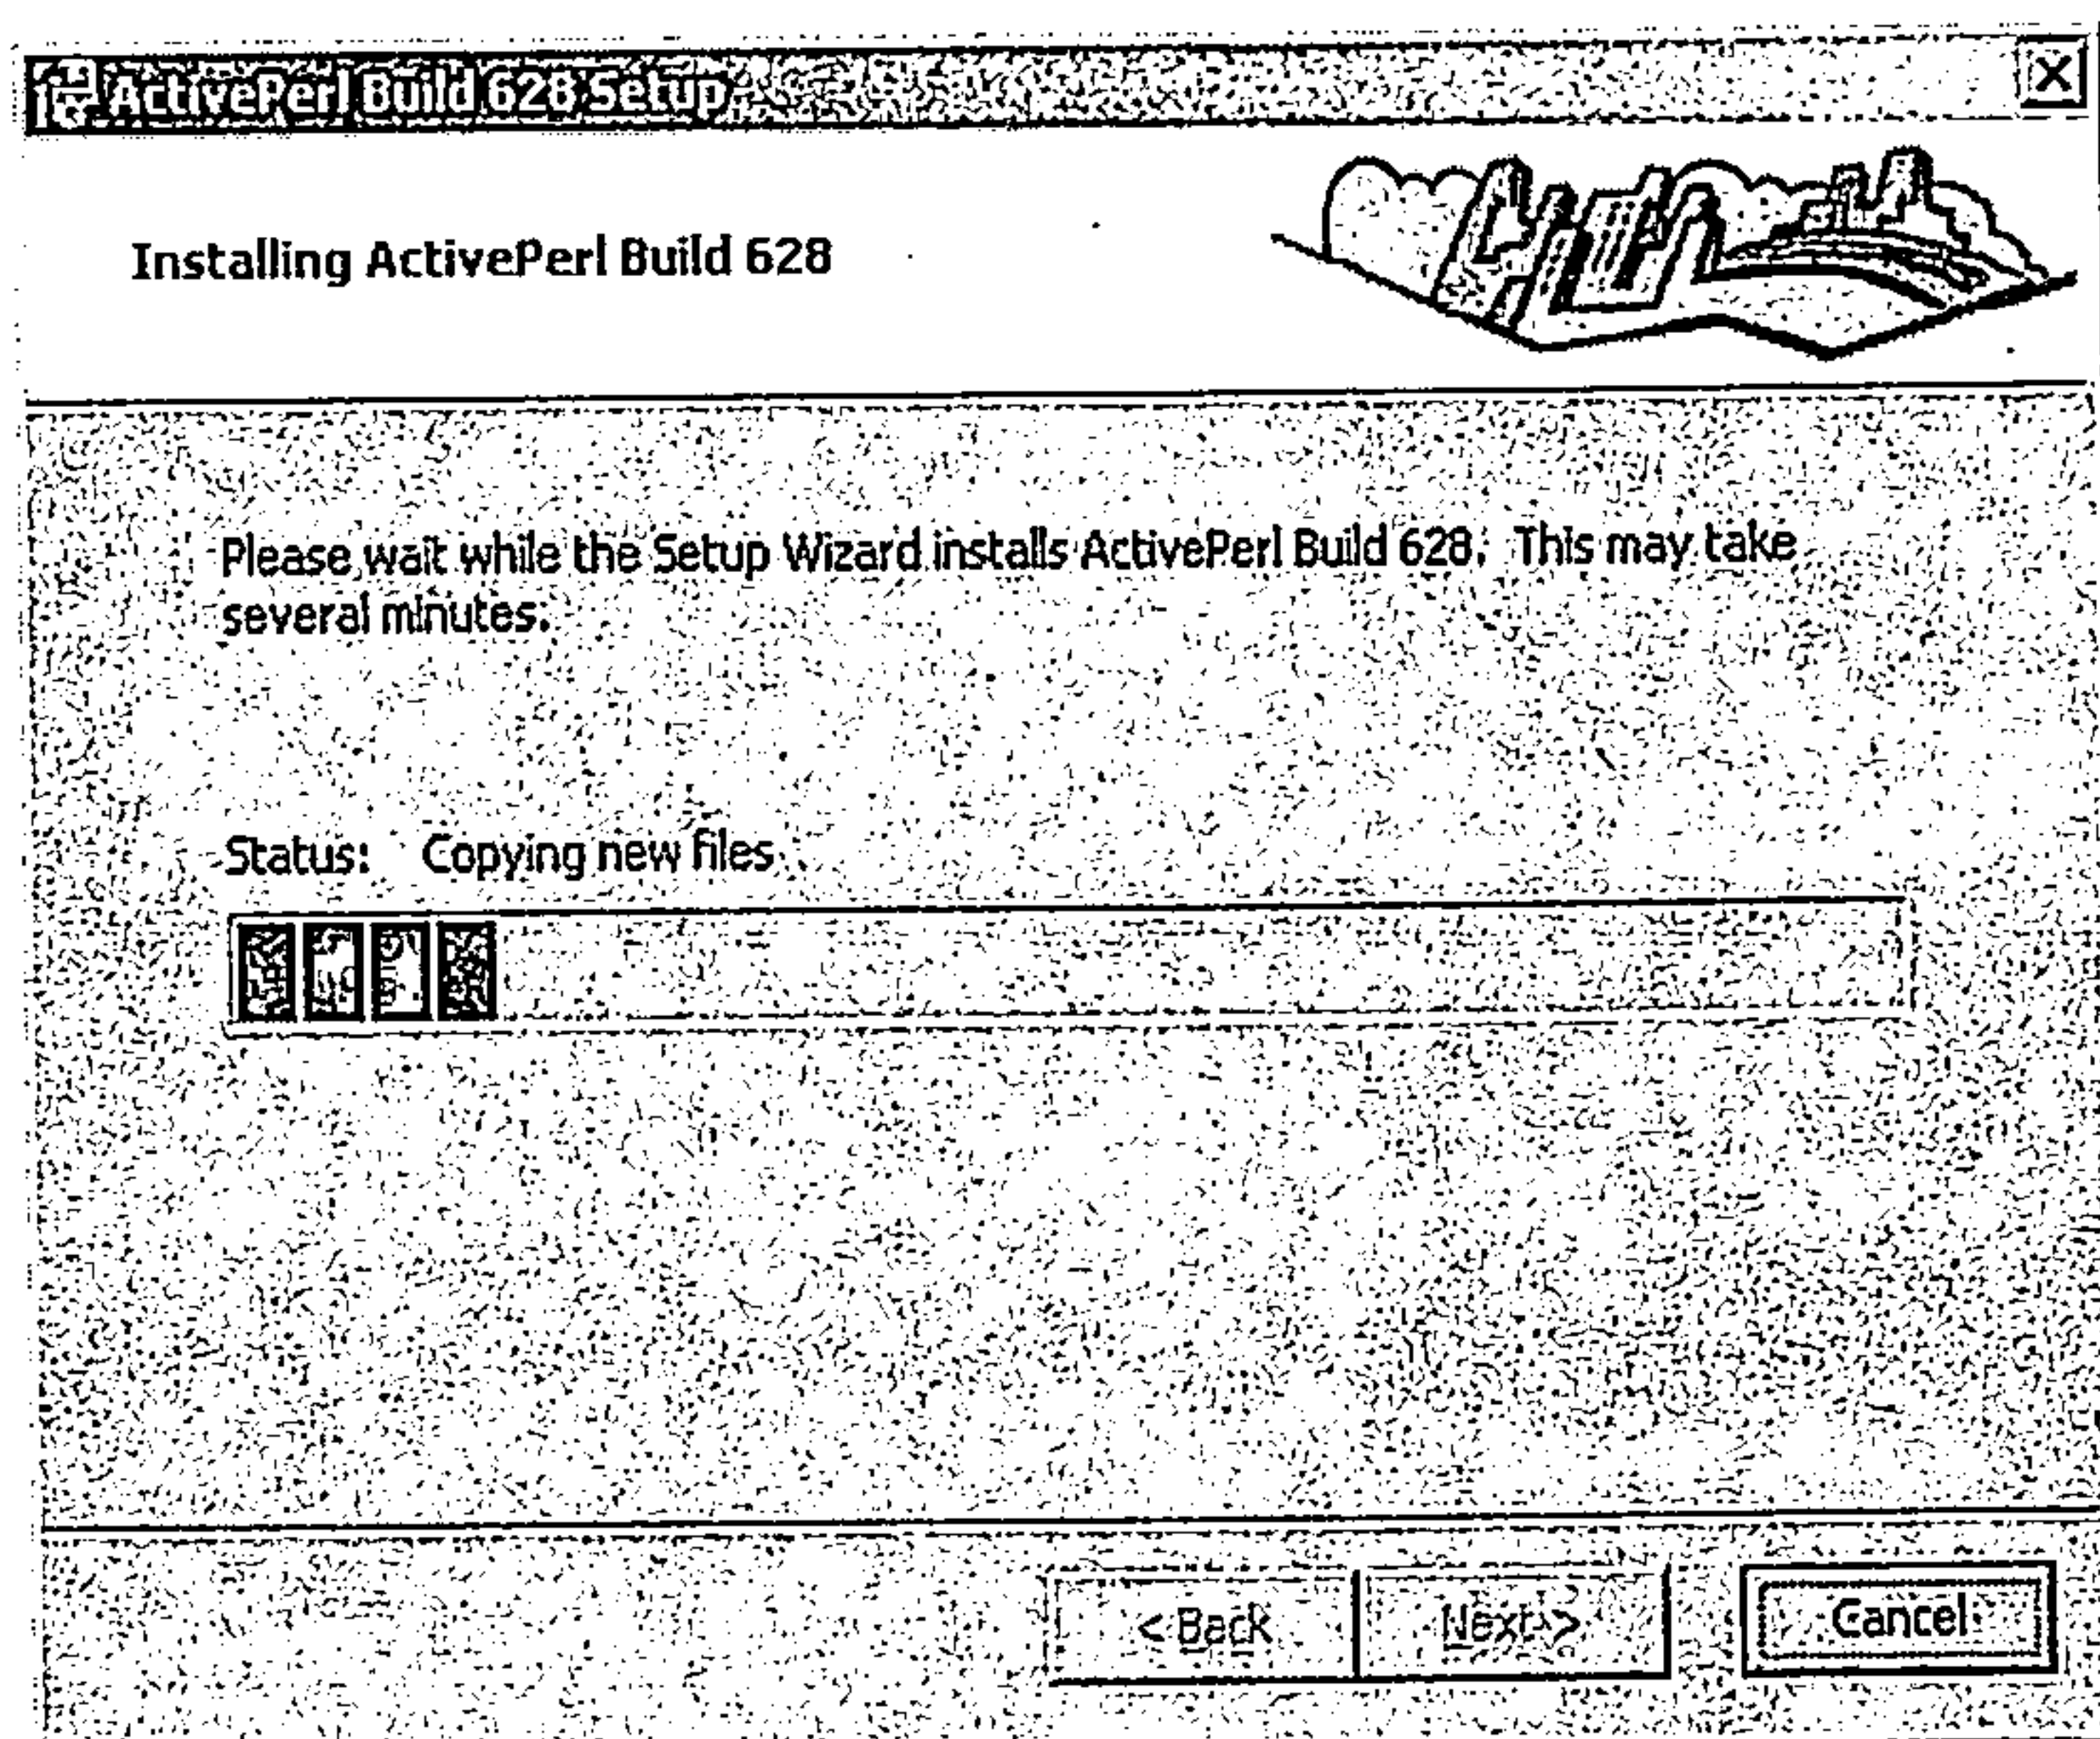 ActivePerl Build 628 Setup
Installing ActivePerl Build 628
Please wait while the Setup Wizard installs ActivePerl Build 628. This may take
several minutes.
Status: Copying new files
< Back Next > Cancel